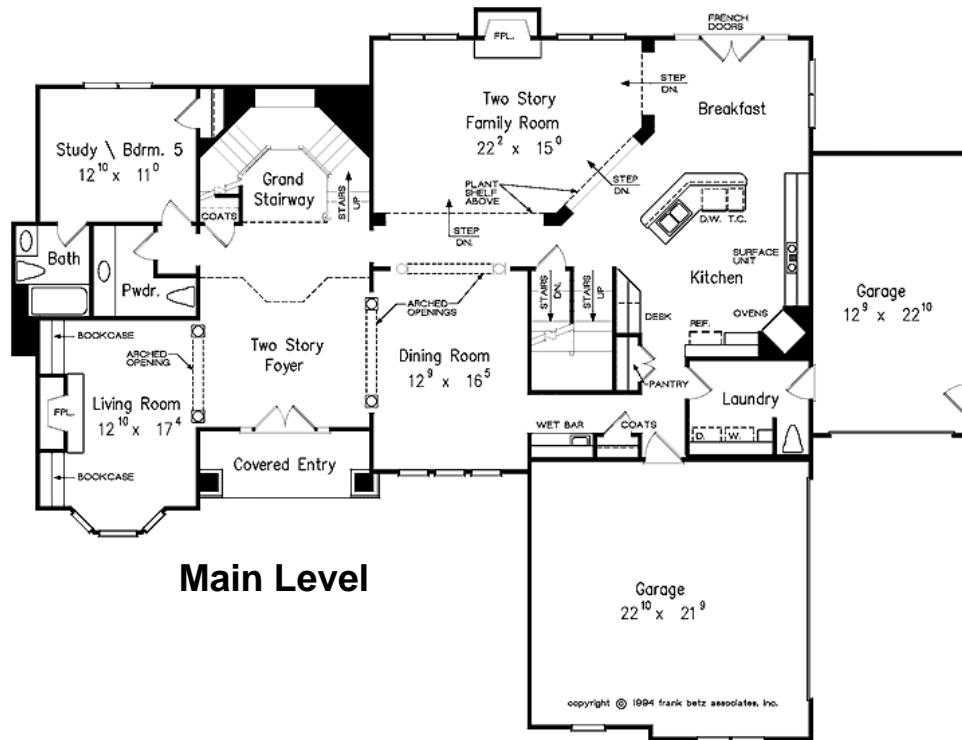 FRENCH
DOORS
FPL.
STEP
DN.
Two Story
Family Room
22² x 15⁰
Breakfast
Study \ Bdrm. 5
12¹⁰ x 11⁰
Grand
Stairway
STAIRS
UP
COATS
PLANT
SHELF
ABOVE
STEP
DN.
STEP
DN.
D.W. T.C.
SURFACE
UNIT
Kitchen
Bath
Pwdr.
STAIRS
DN.
STAIRS
UP
DESK
REF.
OVENS
Garage
12⁹ x 22¹⁰
ARCHED
OPENINGS
BOOKCASE
ARCHED
OPENING
Two Story
Foyer
Dining Room
12⁹ x 16⁵
PANTRY
Laundry
FPL.
Living Room
12¹⁰ x 17⁴
WET BAR
COATS
D. W.
Covered Entry
BOOKCASE
Main Level
Garage
22¹⁰ x 21⁹
copyright © 1994 frank betz associates, inc.